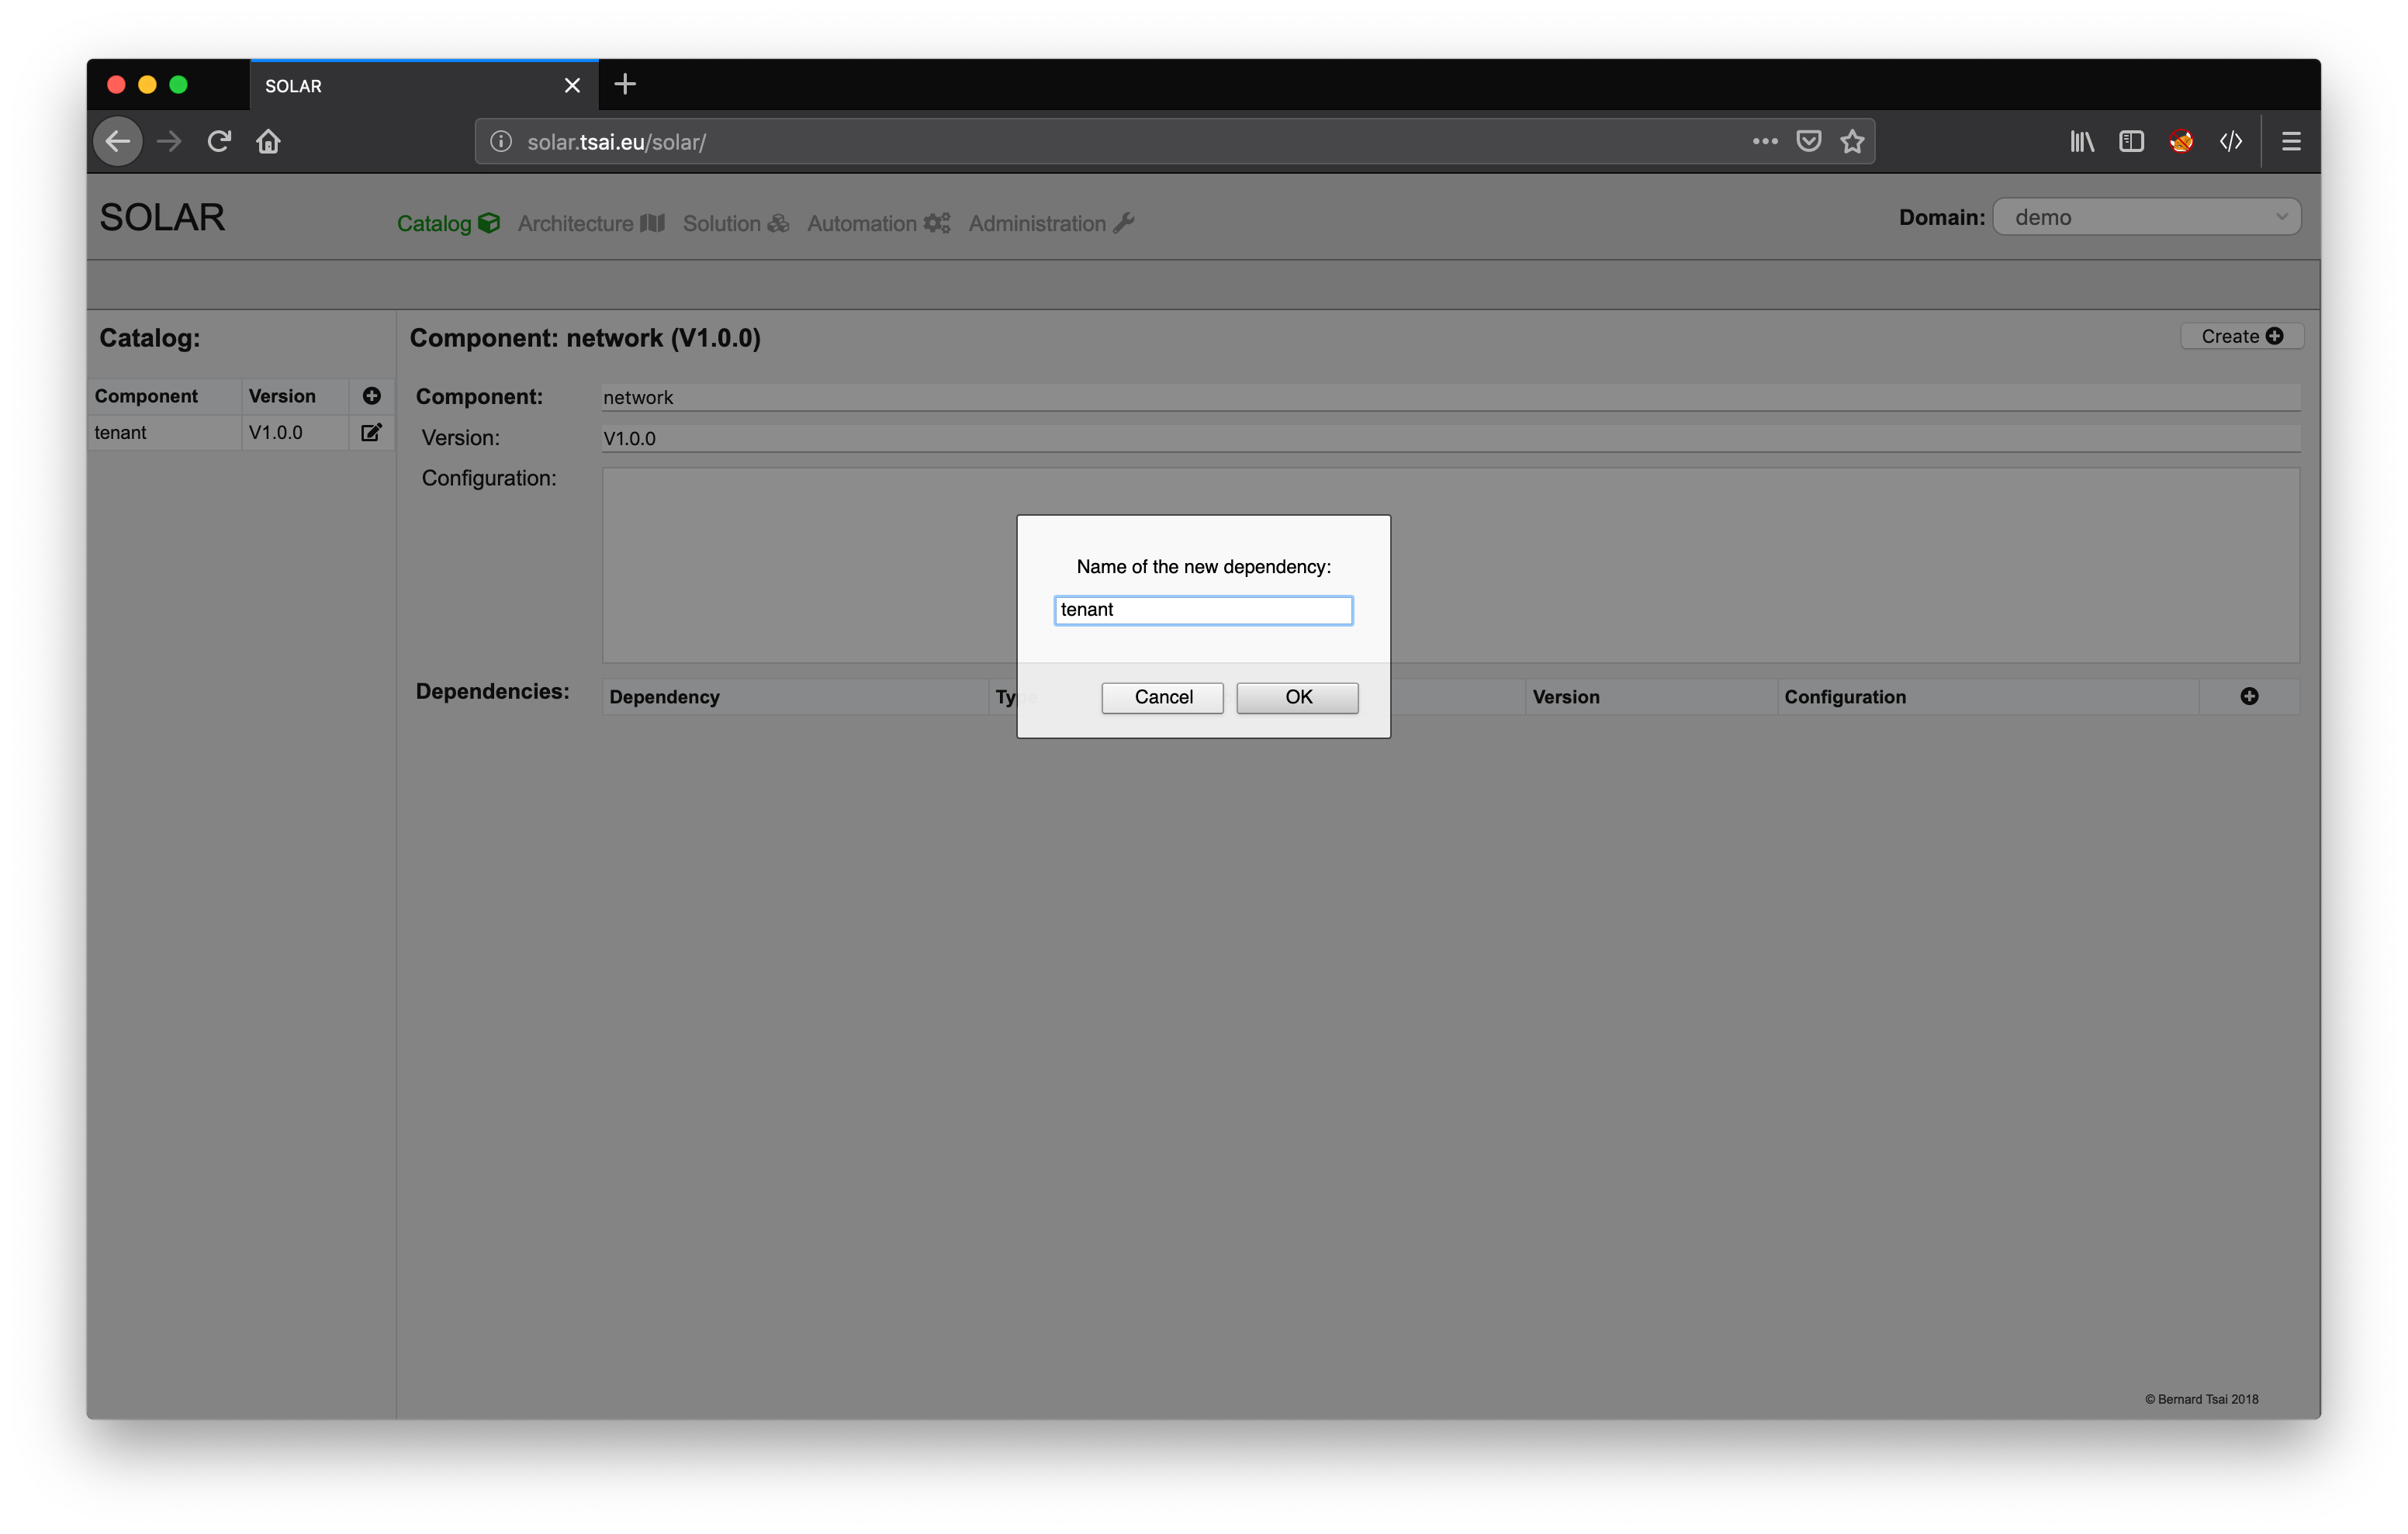 SOLAR
solar.tsai.eu/solar/
SOLAR
Catalog Architecture Solution Automation Administration
Domain: demo
Catalog:
Component Version
tenant V1.0.0
Component: network (V1.0.0)
Create
Component: network
Version: V1.0.0
Configuration:
Name of the new dependency:
tenant
Cancel OK
Dependencies: Dependency Type Version Configuration
© Bernard Tsai 2018